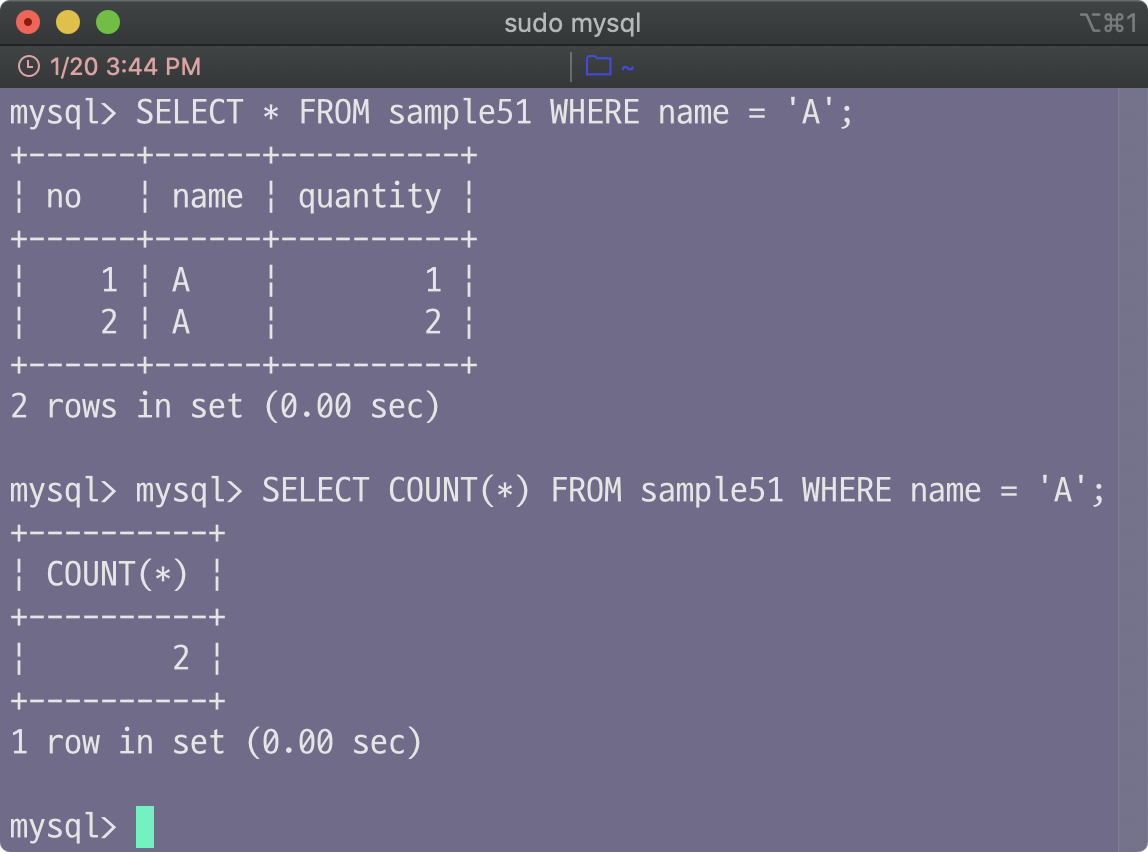 sudo mysql ⌥⌘1
1/20 3:44 PM ~
mysql> SELECT * FROM sample51 WHERE name = 'A';
+------+------+----------+
| no   | name | quantity |
+------+------+----------+
|    1 | A    |        1 |
|    2 | A    |        2 |
+------+------+----------+
2 rows in set (0.00 sec)
mysql> mysql> SELECT COUNT(*) FROM sample51 WHERE name = 'A';
+----------+
| COUNT(*) |
+----------+
|        2 |
+----------+
1 row in set (0.00 sec)
mysql>